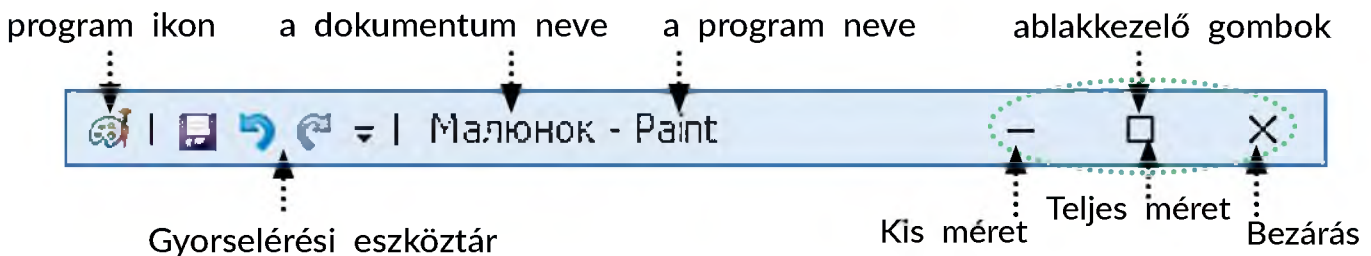 program ikon a dokumentum neve a program neve ablakkezelő gombok
Малюнок - Paint
Kis méret Teljes méret Bezárás
Gyorselérési eszköztár